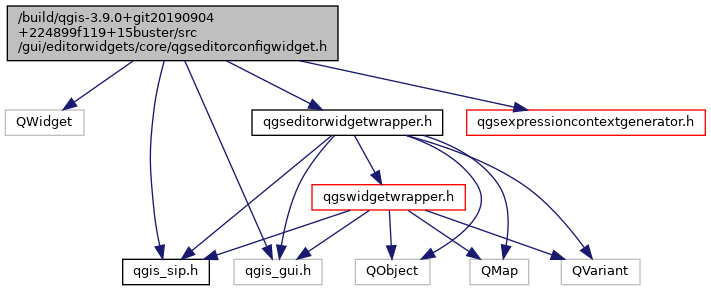 /build/qgis-3.9.0+git20190904
+224899f119+15buster/src
/gui/editorwidgets/core/qgseditorconfigwidget.h
QWidget
qgseditorwidgetwrapper.h
qgsexpressioncontextgenerator.h
qgswidgetwrapper.h
qgis_sip.h
qgis_gui.h
QObject
QMap
QVariant